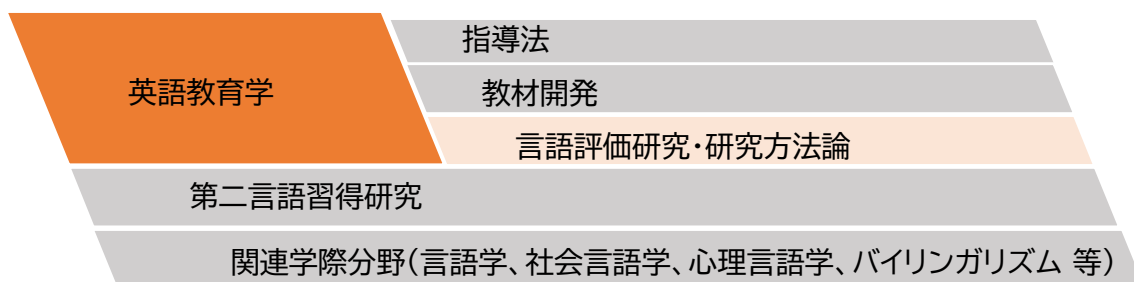 指導法
英語教育学
教材開発
言語評価研究・研究方法論
第二言語習得研究
関連学際分野(言語学、社会言語学、心理言語学、バイリンガリズム 等)